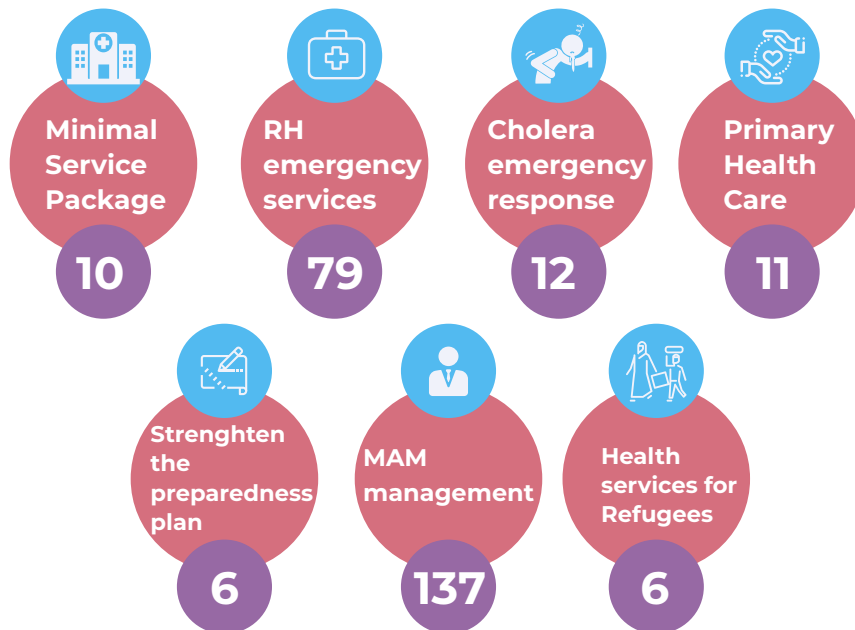 Minimal
Service
Package
10
RH
emergency
services
79
Cholera
emergency
response
12
Primary
Health
Care
11
Strenghten
the
preparedness
plan
6
MAM
management
137
Health
services for
Refugees
6